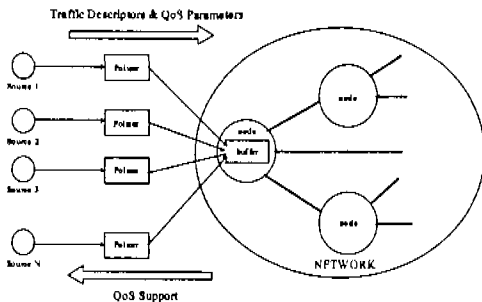 Traffic Descriptors & QoS Parameters
Source 1
Policer
Source 2
Policer
Source 3
Policer
Source N
Policer
node
buffer
node
node
NETWORK
QoS Support